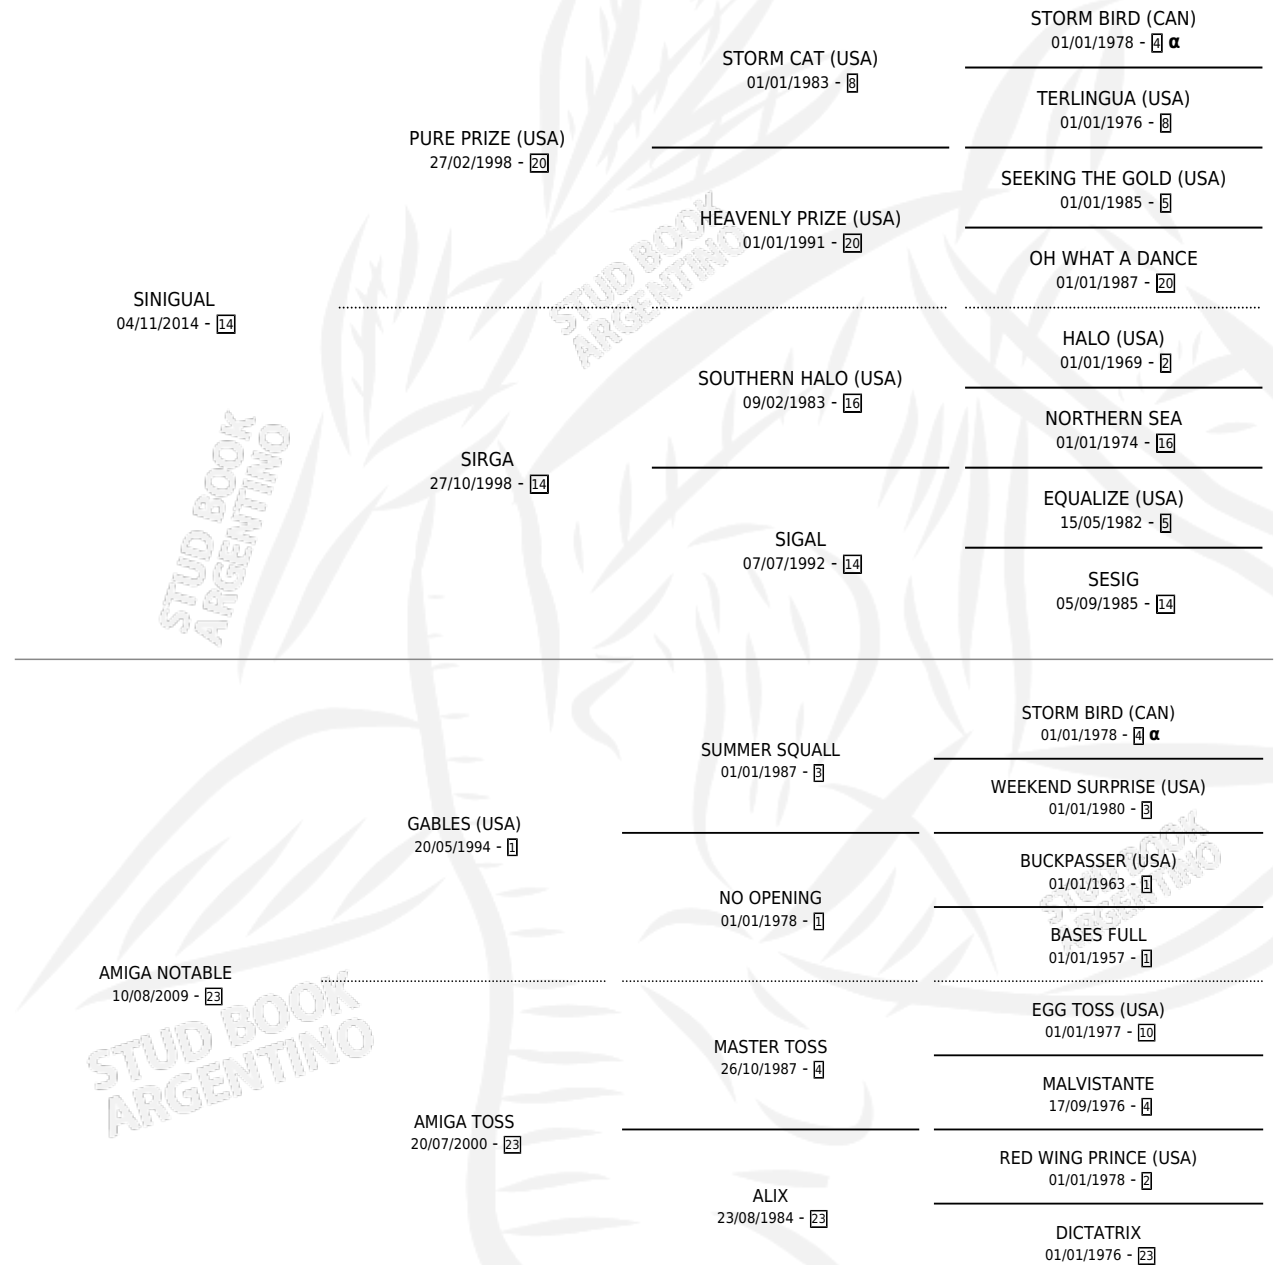 STORM BIRD (CAN)
01/01/1978 - 4 α
STORM CAT (USA)
01/01/1983 - 8
TERLINGUA (USA)
01/01/1976 - 8
PURE PRIZE (USA)
27/02/1998 - 20
SEEKING THE GOLD (USA)
01/01/1985 - 5
HEAVENLY PRIZE (USA)
01/01/1991 - 20
OH WHAT A DANCE
01/01/1987 - 20
STUD BOOK
ARGENTINO
SINIGUAL
04/11/2014 - 14
HALO (USA)
01/01/1969 - 2
SOUTHERN HALO (USA)
09/02/1983 - 16
NORTHERN SEA
01/01/1974 - 16
SIRGA
27/10/1998 - 14
EQUALIZE (USA)
15/05/1982 - 5
SIGAL
07/07/1992 - 14
SESIG
05/09/1985 - 14
STUD BOOK
ARGENTINO
STORM BIRD (CAN)
01/01/1978 - 4 α
SUMMER SQUALL
01/01/1987 - 3
WEEKEND SURPRISE (USA)
01/01/1980 - 3
GABLES (USA)
20/05/1994 - 1
BUCKPASSER (USA)
01/01/1963 - 1
NO OPENING
01/01/1978 - 1
BASES FULL
01/01/1957 - 1
STUD BOOK
ARGENTINO
AMIGA NOTABLE
10/08/2009 - 23
EGG TOSS (USA)
01/01/1977 - 10
MASTER TOSS
26/10/1987 - 4
MALVISTANTE
17/09/1976 - 4
STUD BOOK
ARGENTINO
AMIGA TOSS
20/07/2000 - 23
RED WING PRINCE (USA)
01/01/1978 - 2
ALIX
23/08/1984 - 23
DICTATRIX
01/01/1976 - 23